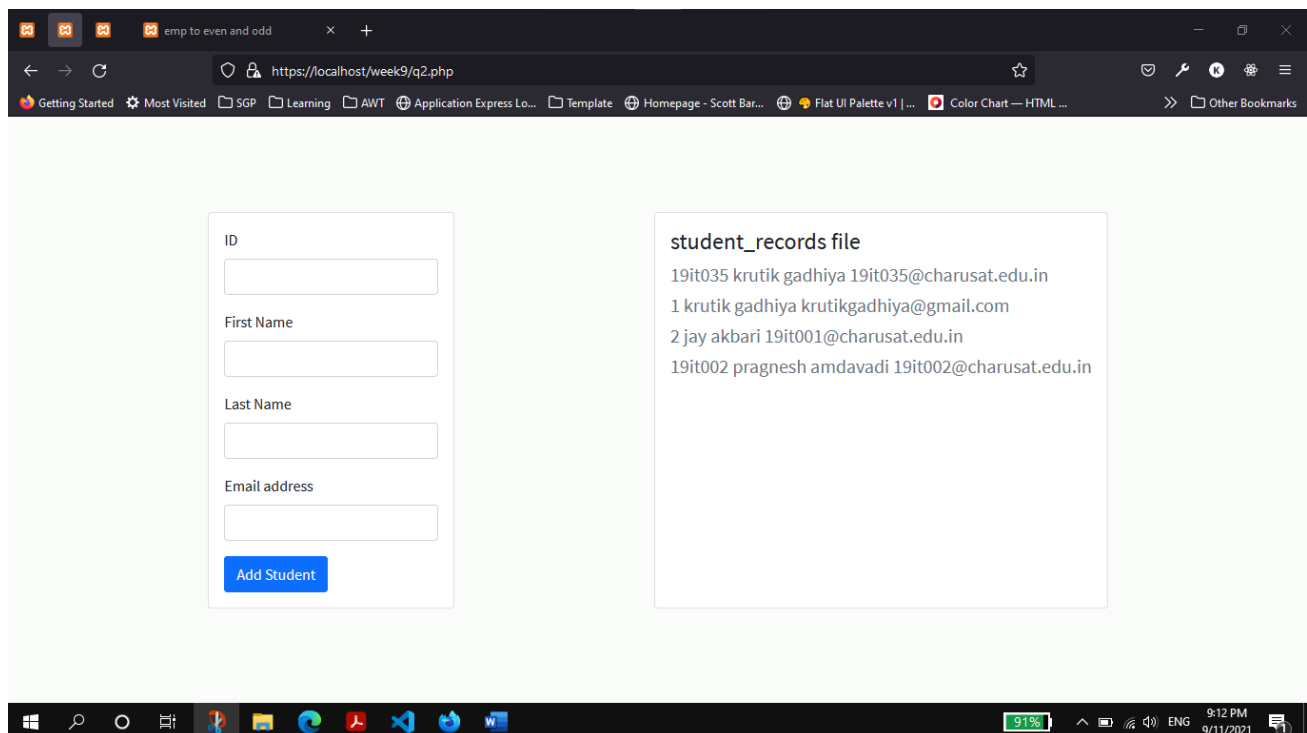 emp to even and odd
https://localhost/week9/q2.php
K
Getting Started Most Visited SGP Learning AWT Application Express Lo... Template Homepage - Scott Bar... Flat UI Palette v1 | ... Color Chart — HTML ... Other Bookmarks
ID
First Name
Last Name
Email address
Add Student
student_records file
19it035 krutik gadhiya 19it035@charusat.edu.in
1 krutik gadhiya krutikgadhiya@gmail.com
2 jay akbari 19it001@charusat.edu.in
19it002 pragnesh amdavadi 19it002@charusat.edu.in
91% ENG 9:12 PM
9/11/2021